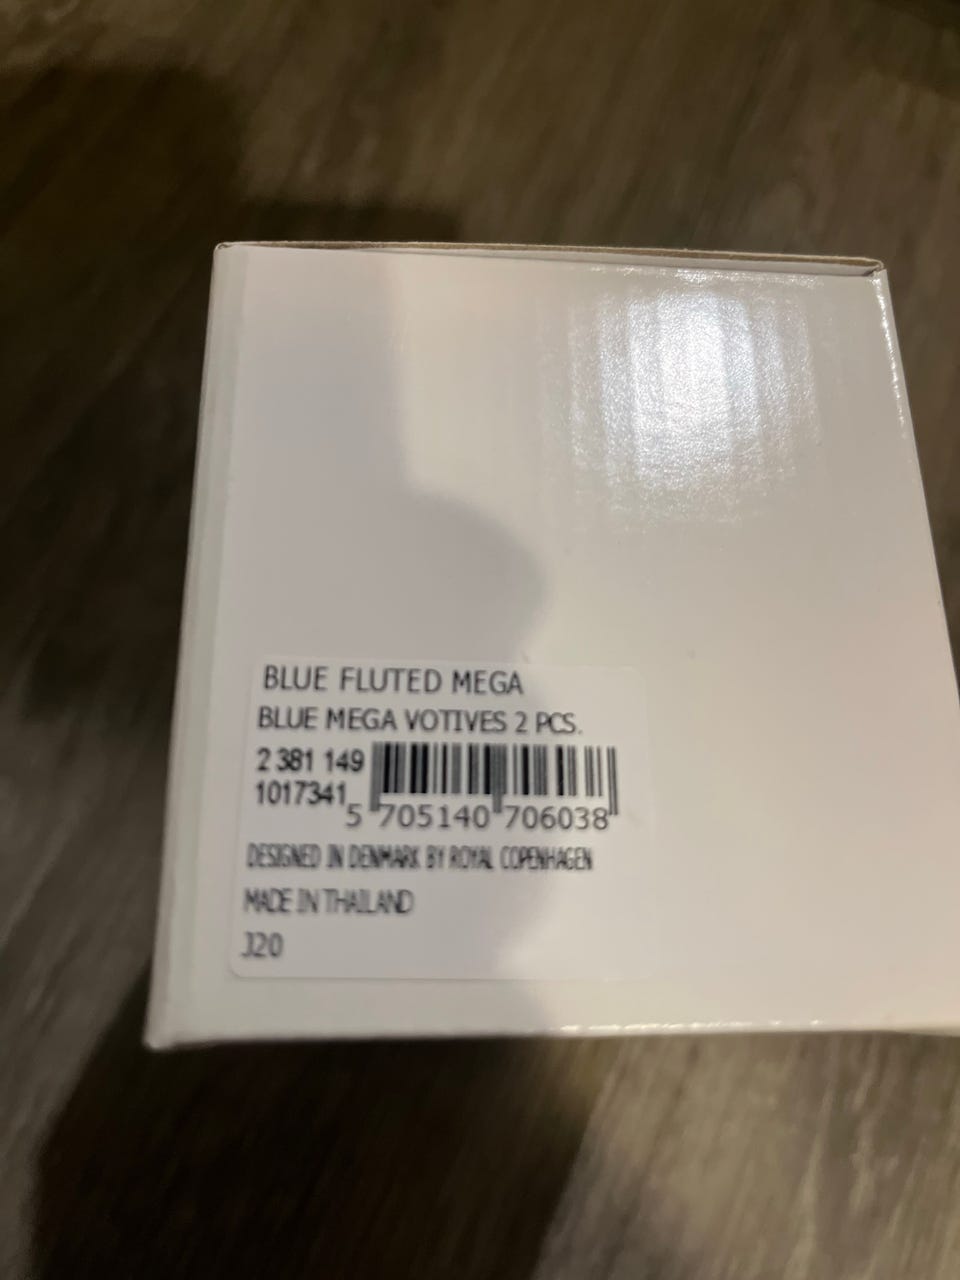 BLUE FLUTED MEGA
BLUE MEGA VOTIVES 2 PCS.
2 381 149
1017341
5 705140 706038
DESIGNED IN DENMARK BY ROYAL COPENHAGEN
MADE IN THAILAND
J20